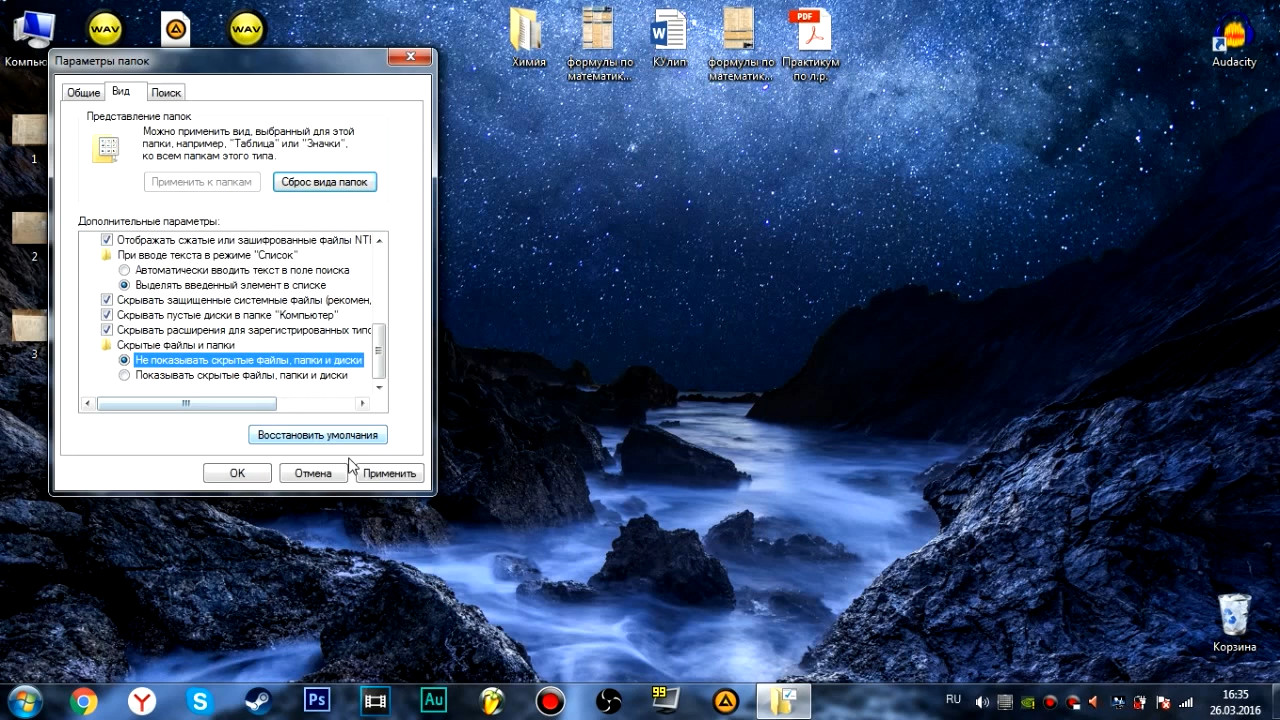 WAV
WAV
PDF
Компью
Химия
формулы по
математик...
КУлип
формулы по
математик...
Практикум
по л.р.
Audacity
1
2
3
Параметры папок
Общие
Вид
Поиск
Представление папок
Можно применить вид, выбранный для этой
папки, например, "Таблица" или "Значки",
ко всем папкам этого типа.
Применить к папкам
Сброс вида папок
Дополнительные параметры:
Отображать сжатые или зашифрованные файлы NTI
При вводе текста в режиме "Список"
Автоматически вводить текст в поле поиска
Выделять введенный элемент в списке
Скрывать защищенные системные файлы (рекомен,
Скрывать пустые диски в папке "Компьютер"
Скрывать расширения для зарегистрированных типо
Скрытые файлы и папки
Не показывать скрытые файлы, папки и диски
Показывать скрытые файлы, папки и диски
Восстановить умолчания
OK
Отмена
Применить
Корзина
Ps
Au
99
RU
16:35
26.03.2016